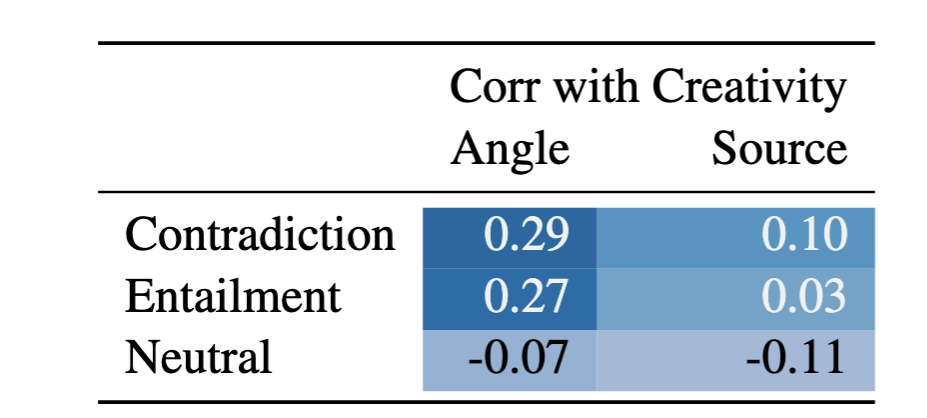 Corr with Creativity
Angle Source
Contradiction 0.29 0.10
Entailment 0.27 0.03
Neutral -0.07 -0.11